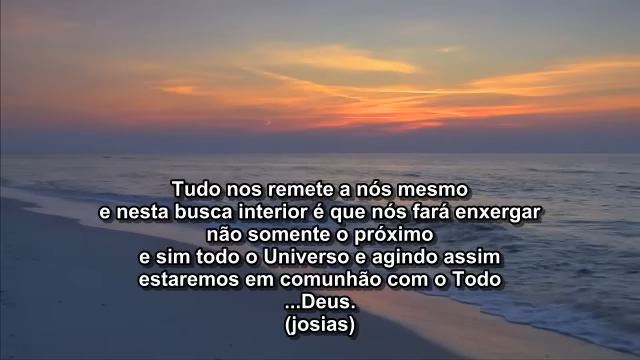 Tudo nos remete a nós mesmo
e nesta busca interior é que nós fará enxergar
não somente o próximo
e sim todo o Universo e agindo assim
estaremos em comunhão com o Todo
...Deus.
(josias)